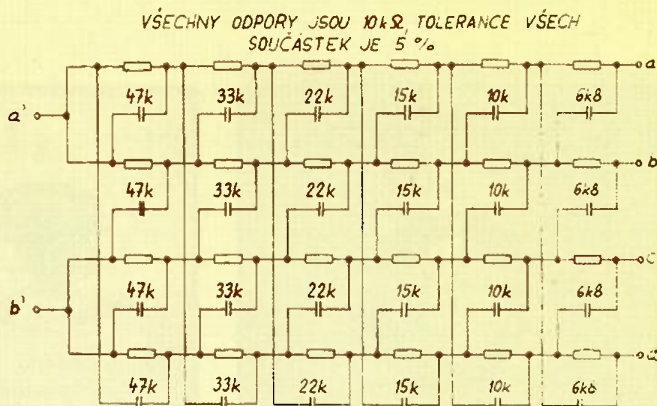 VŠECHNY ODPORY JSOU 10kΩ, TOLERANCE VŠECH
SOUČÁSTEK JE 5 %
a
a'
47k 33k 22k 15k 10k 6k8
b
47k 33k 22k 15k 10k 6k8
c
b'
47k 33k 22k 15k 10k 6k8
d
47k 33k 22k 15k 10k 6k8